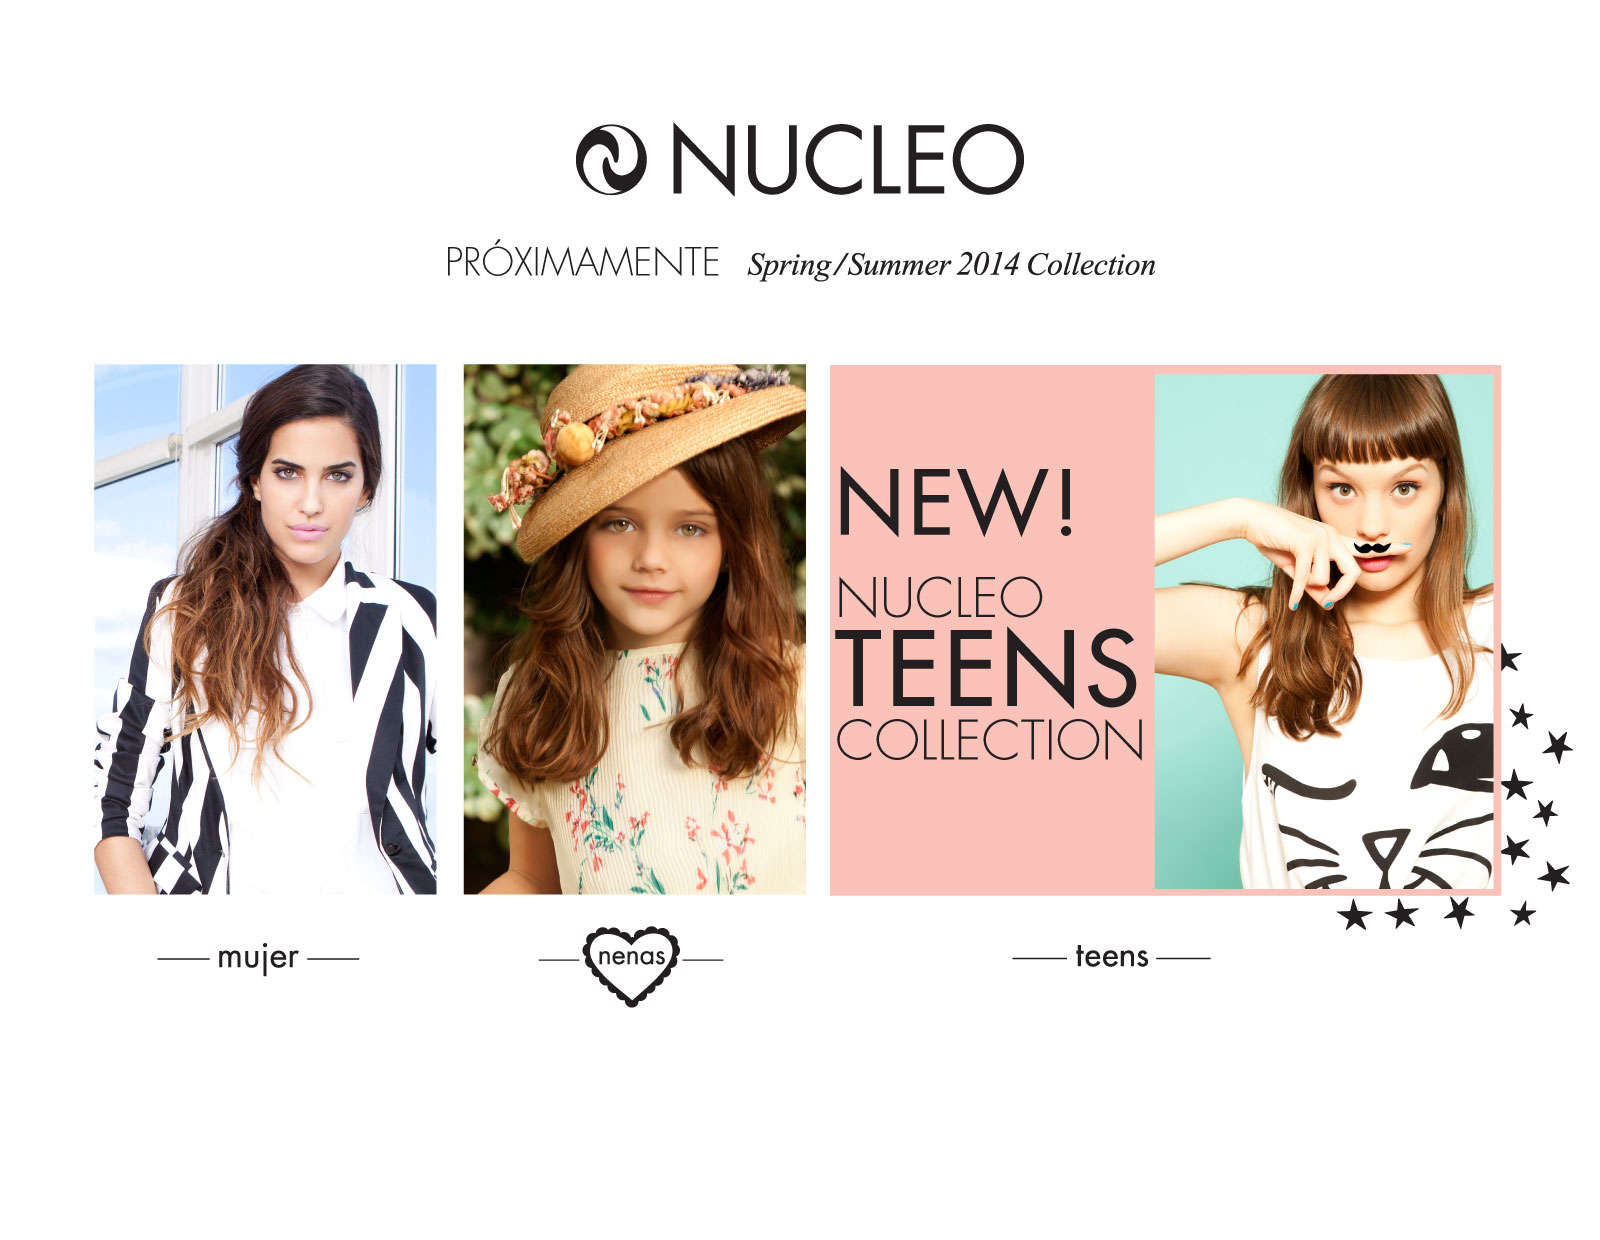 NUCLEO
PRÓXIMAMENTE Spring/Summer 2014 Collection
NEW!
NUCLEO
TEENS
COLLECTION
mujer
nenas
teens